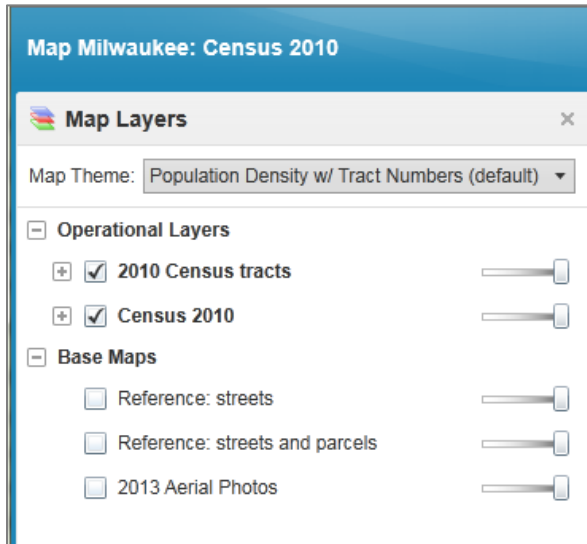 Map Milwaukee: Census 2010
Map Layers
Map Theme: Population Density w/ Tract Numbers (default)
Operational Layers
2010 Census tracts
Census 2010
Base Maps
Reference: streets
Reference: streets and parcels
2013 Aerial Photos